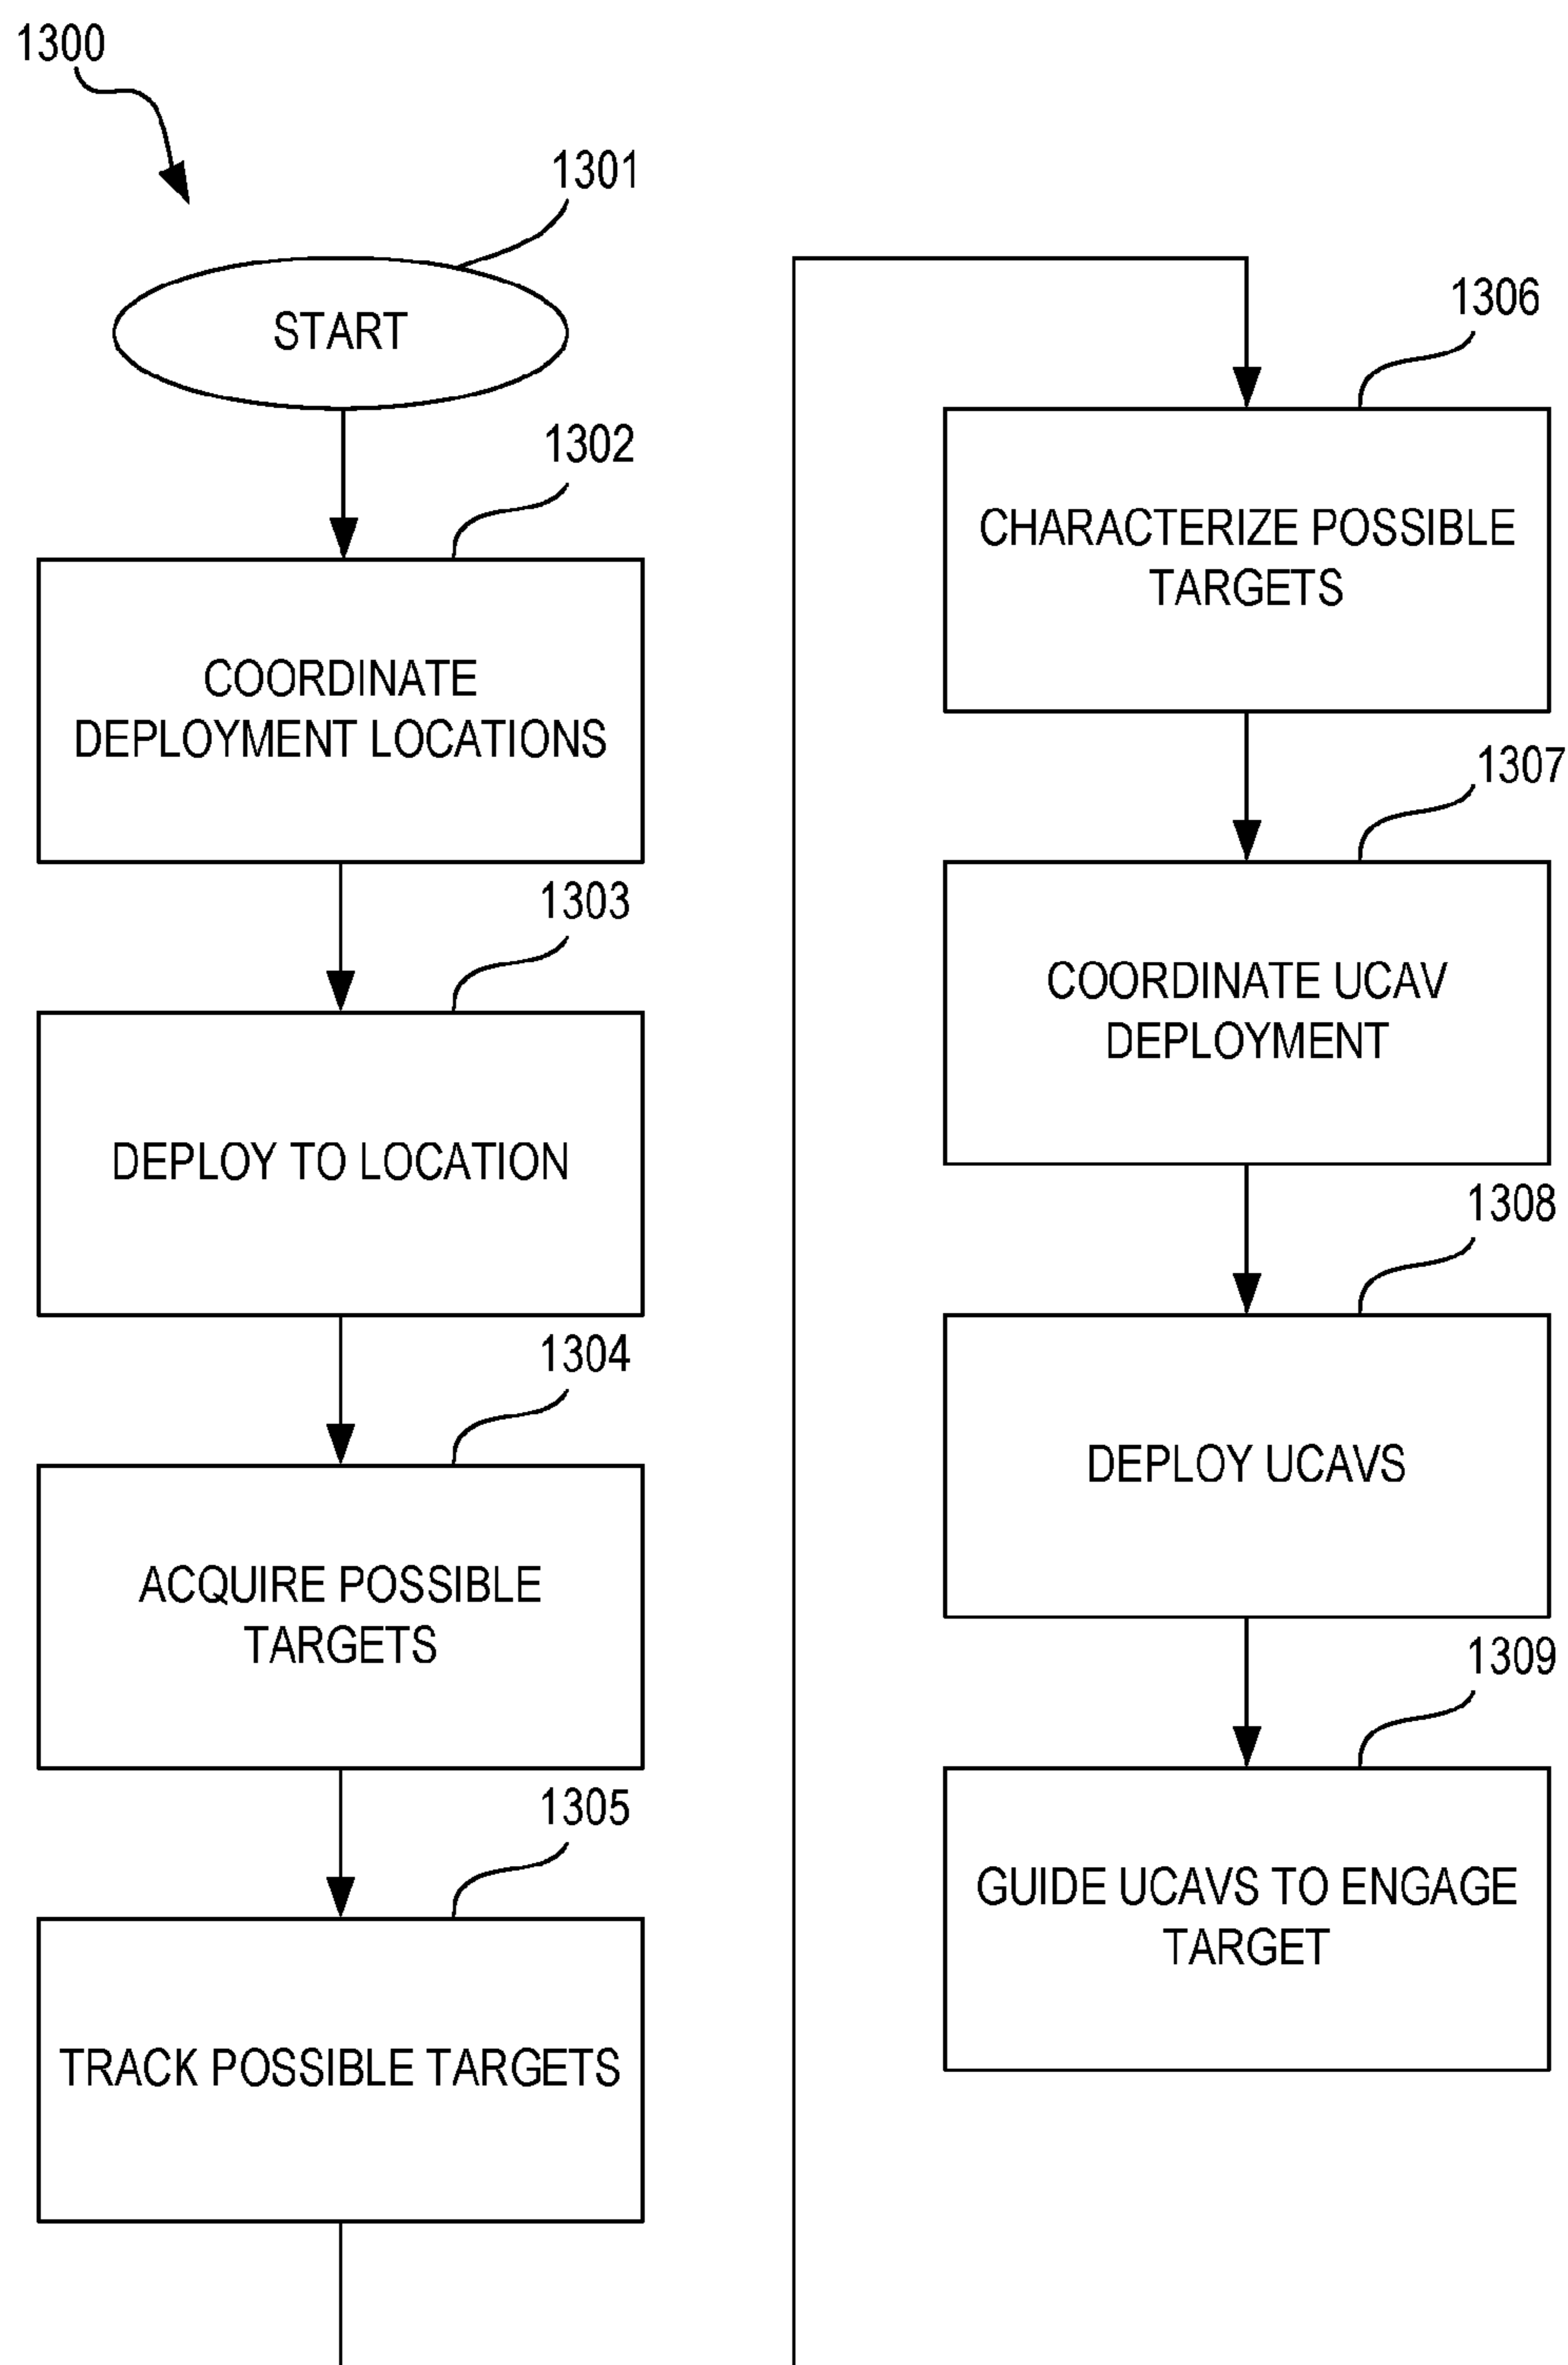 1300
1301
START
1302
COORDINATE
DEPLOYMENT LOCATIONS
1303
DEPLOY TO LOCATION
1304
ACQUIRE POSSIBLE
TARGETS
1305
TRACK POSSIBLE TARGETS
1306
CHARACTERIZE POSSIBLE
TARGETS
1307
COORDINATE UCAV
DEPLOYMENT
1308
DEPLOY UCAVS
1309
GUIDE UCAVS TO ENGAGE
TARGET